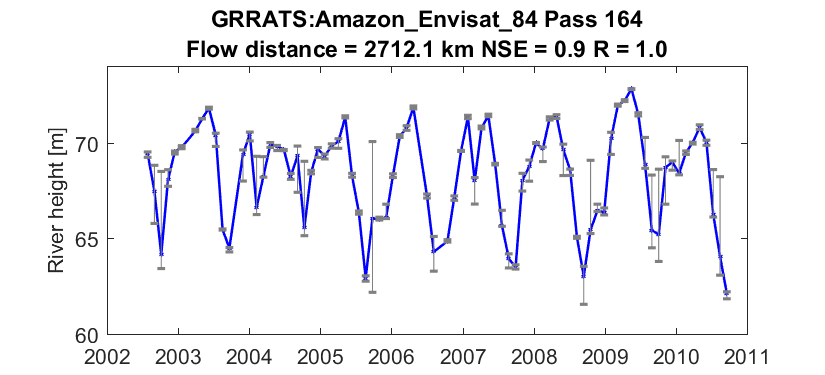 GRRATS:Amazon_Envisat_84 Pass 164
Flow distance = 2712.1 km NSE = 0.9 R = 1.0
River height [m]
70
65
60
2002 2003 2004 2005 2006 2007 2008 2009 2010 2011